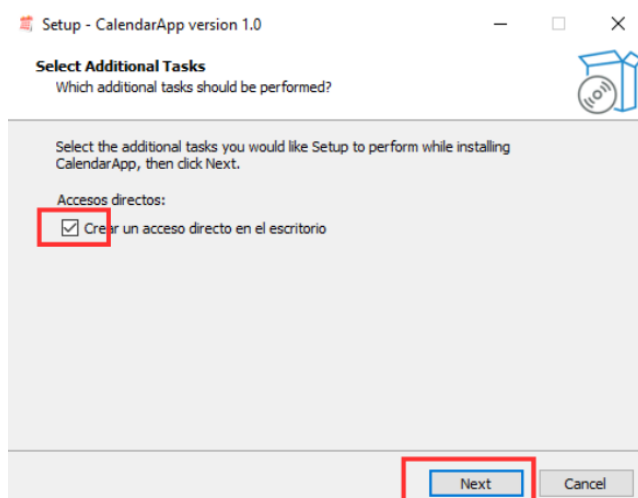 Setup - CalendarApp version 1.0
Select Additional Tasks
Which additional tasks should be performed?
Select the additional tasks you would like Setup to perform while installing
CalendarApp, then click Next.
Accesos directos:
Crear un acceso directo en el escritorio
Next
Cancel